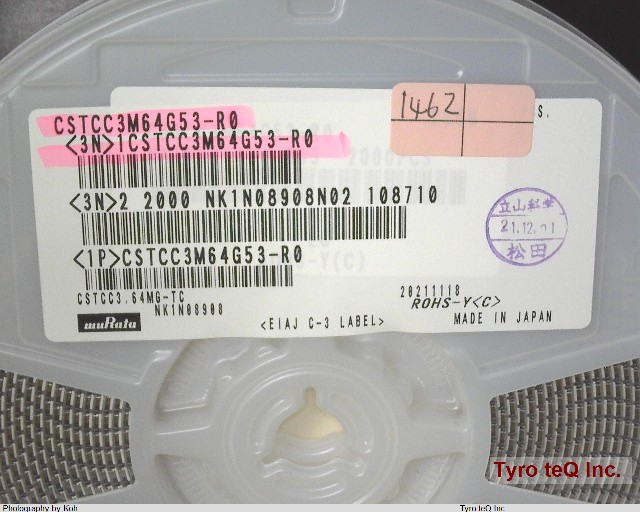 CSTCC3M64G53-R0
<3N>1CSTCC3M64G53-R0
1462
S.
<3N>2 2000 NK1N08908N02 108710
<1P>CSTCC3M64G53-R0
立山科学
21.12.01
松田
CSTCC3.64MG-TC
NK1N08908
20211118
ROHS-Y<C>
muRata
<EIAJ C-3 LABEL>
MADE IN JAPAN
Tyro teQ Inc.
Photography by Koh
Tyro teQ Inc